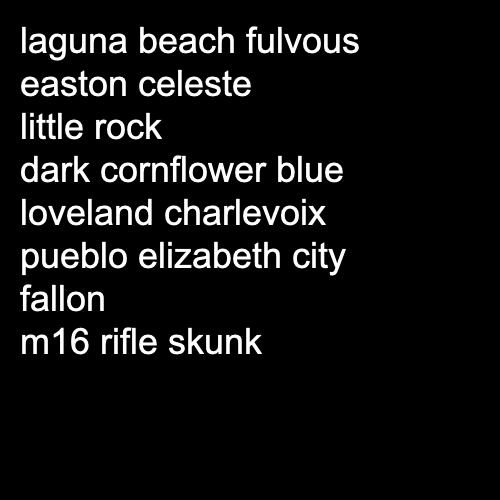 laguna beach fulvous
easton celeste
little rock
dark cornflower blue
loveland charlevoix
pueblo elizabeth city
fallon
m16 rifle skunk